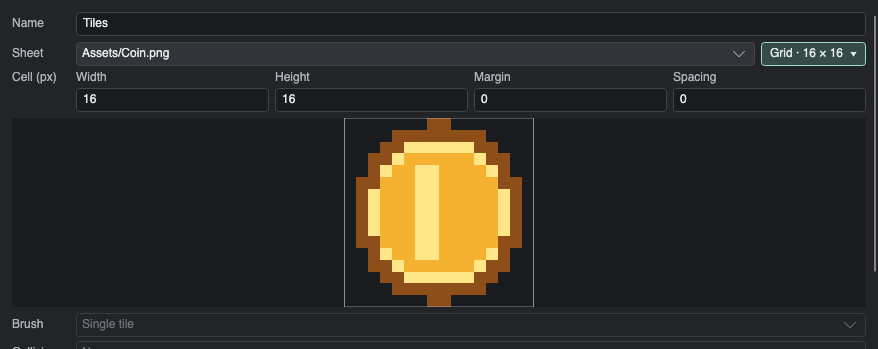 Name Tiles
Sheet Assets/Coin.png Grid · 16 × 16 ▾
Cell (px) Width Height Margin Spacing
16 16 0 0
Brush Single tile